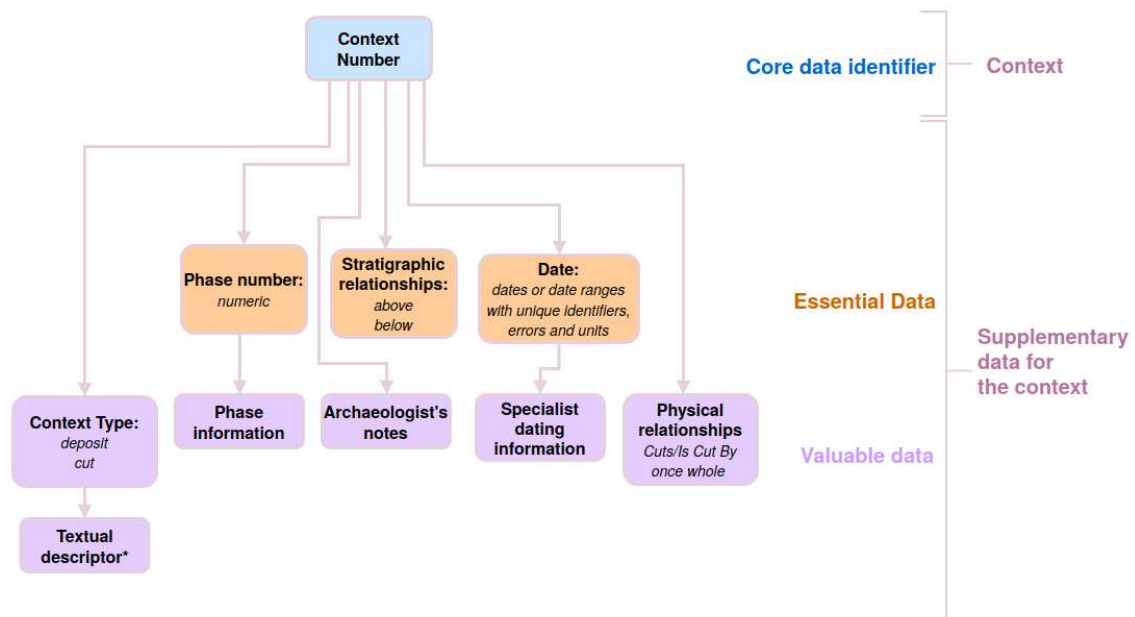 Context
Number
Core data identifier
Context
Phase number:
numeric
Stratigraphic
relationships:
above
below
Date:
dates or date ranges
with unique identifiers,
errors and units
Essential Data
Supplementary
data for
the context
Context Type:
deposit
cut
Phase
information
Archaeologist's
notes
Specialist
dating
information
Physical
relationships
Cuts/Is Cut By
once whole
Valuable data
Textual
descriptor*